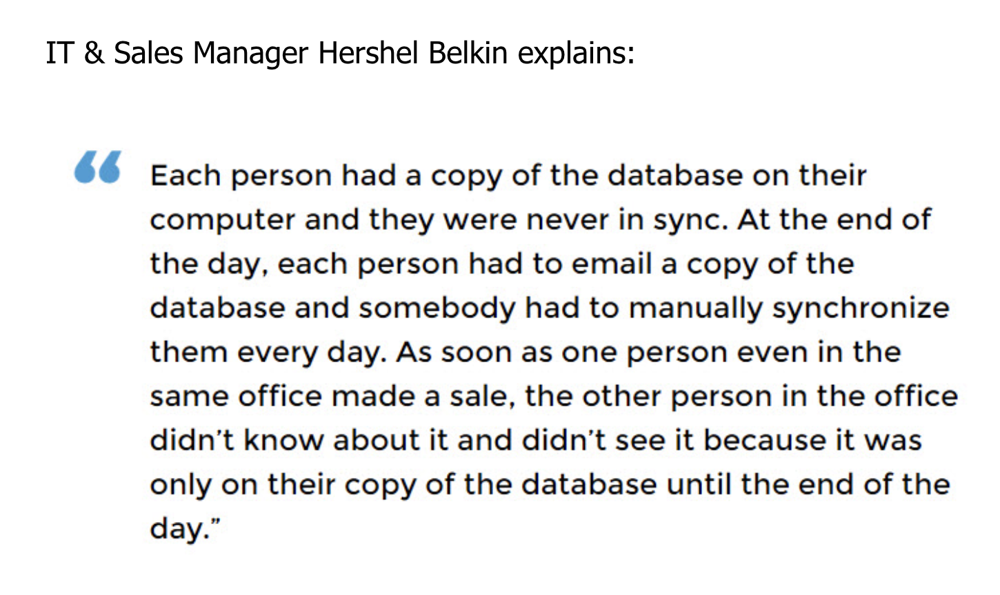 IT & Sales Manager Hershel Belkin explains:
“ Each person had a copy of the database on their
computer and they were never in sync. At the end of
the day, each person had to email a copy of the
database and somebody had to manually synchronize
them every day. As soon as one person even in the
same office made a sale, the other person in the office
didn’t know about it and didn’t see it because it was
only on their copy of the database until the end of the
day.”